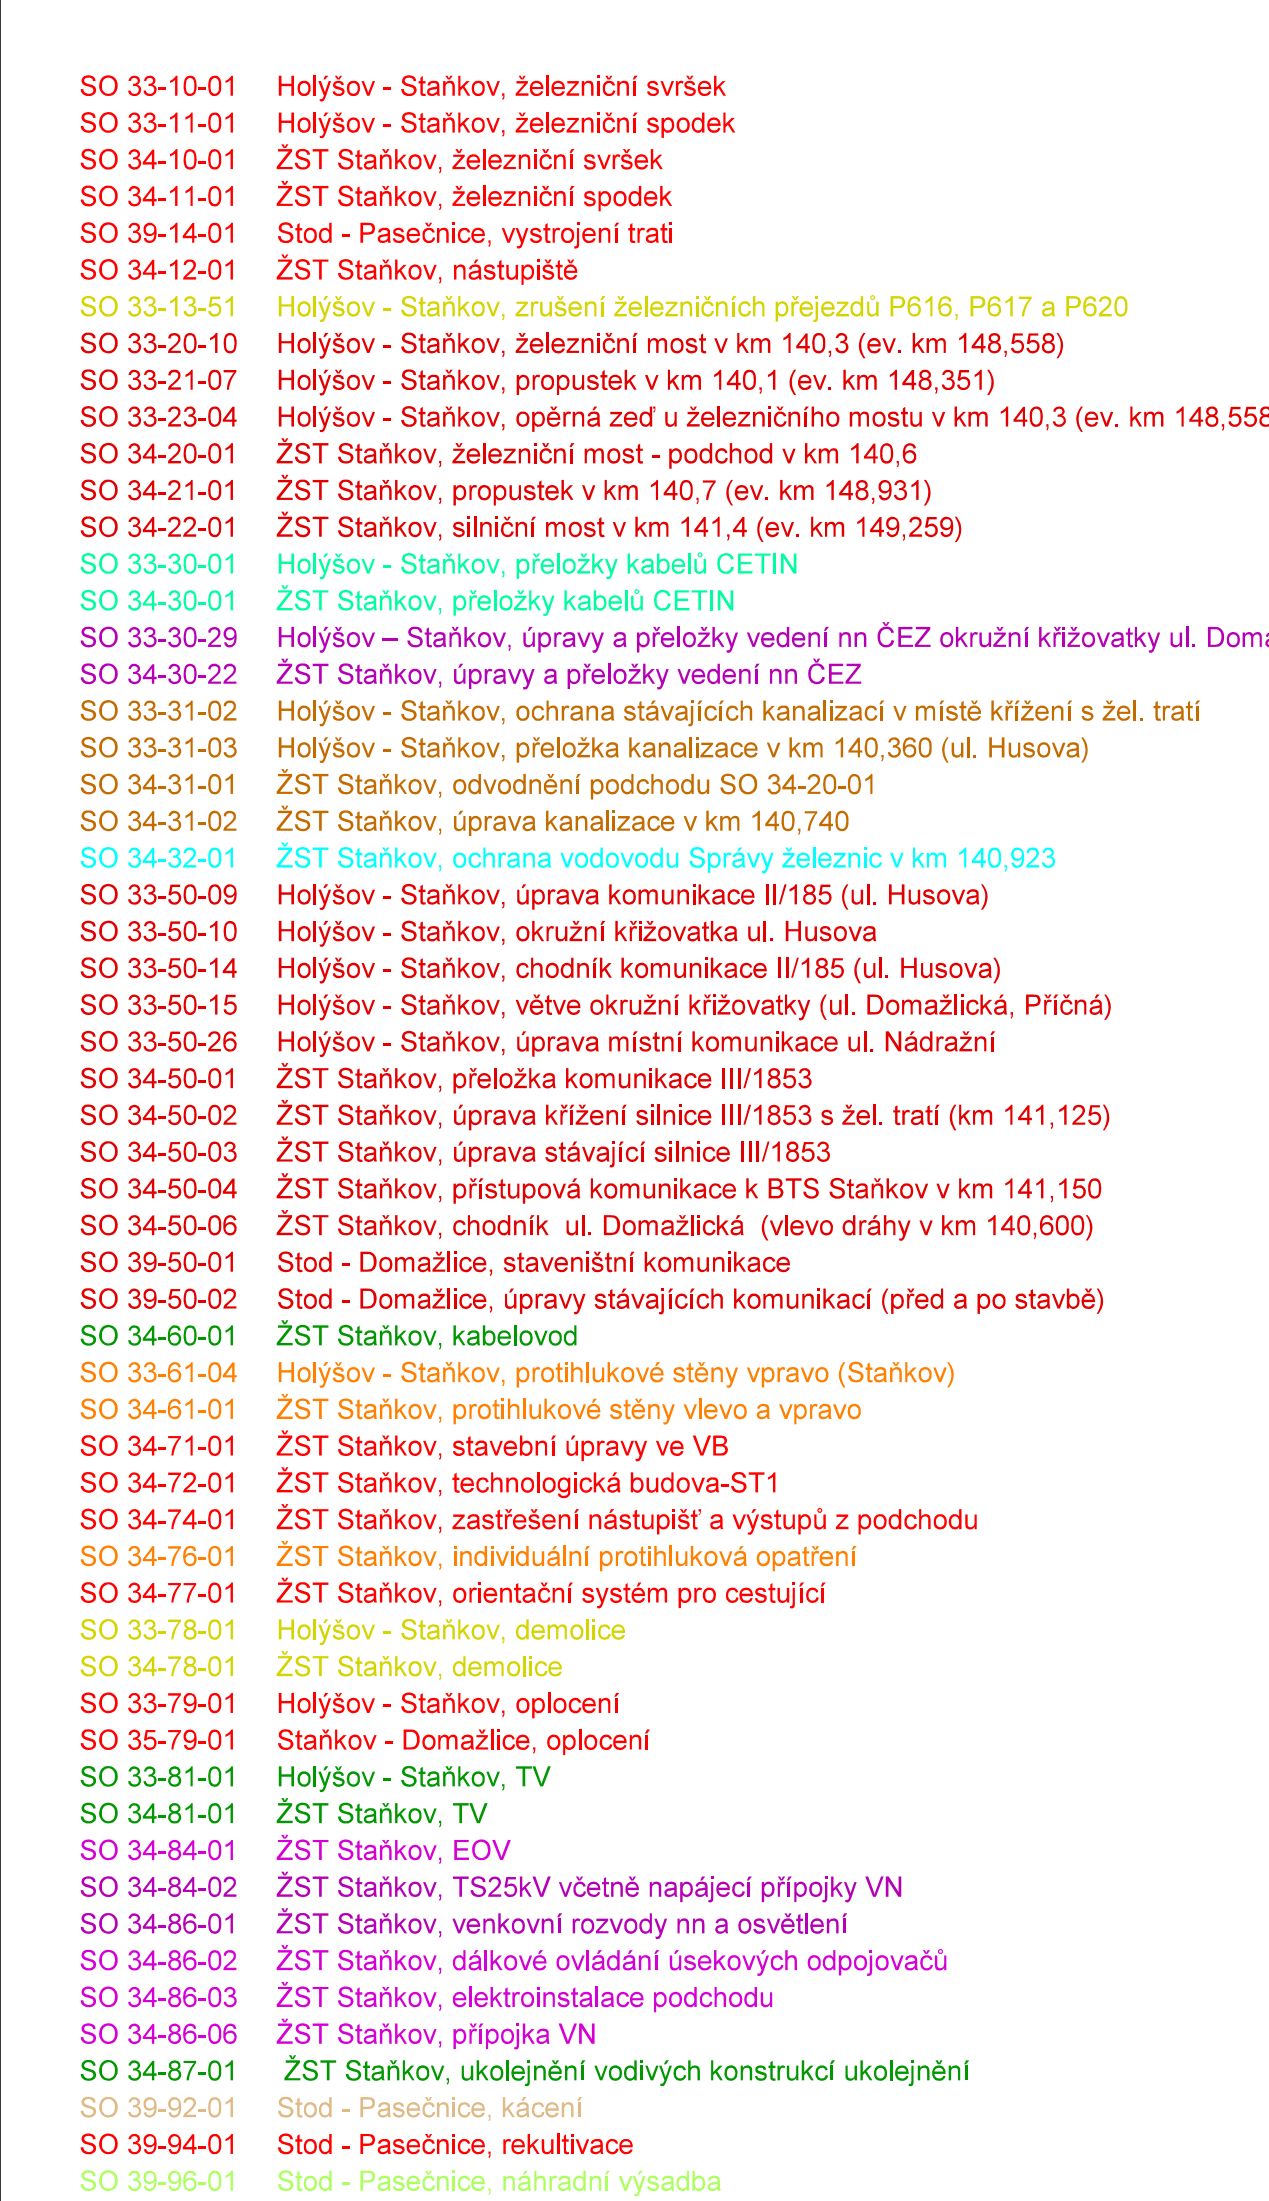 SO 33-10-01 Holýšov - Staňkov, železniční svršek
SO 33-11-01 Holýšov - Staňkov, železniční spodek
SO 34-10-01 ŽST Staňkov, železniční svršek
SO 34-11-01 ŽST Staňkov, železniční spodek
SO 39-14-01 Stod - Pasečnice, vystrojení trati
SO 34-12-01 ŽST Staňkov, nástupiště
SO 33-13-51 Holýšov - Staňkov, zrušení železničních přejezdů P616, P617 a P620
SO 33-20-10 Holýšov - Staňkov, železniční most v km 140,3 (ev. km 148,558)
SO 33-21-07 Holýšov - Staňkov, propustek v km 140,1 (ev. km 148,351)
SO 33-23-04 Holýšov - Staňkov, opěrná zeď u železničního mostu v km 140,3 (ev. km 148,558
SO 34-20-01 ŽST Staňkov, železniční most - podchod v km 140,6
SO 34-21-01 ŽST Staňkov, propustek v km 140,7 (ev. km 148,931)
SO 34-22-01 ŽST Staňkov, silniční most v km 141,4 (ev. km 149,259)
SO 33-30-01 Holýšov - Staňkov, přeložky kabelů CETIN
SO 34-30-01 ŽST Staňkov, přeložky kabelů CETIN
SO 33-30-29 Holýšov – Staňkov, úpravy a přeložky vedení nn ČEZ okružní křižovatky ul. Doma
SO 34-30-22 ŽST Staňkov, úpravy a přeložky vedení nn ČEZ
SO 33-31-02 Holýšov - Staňkov, ochrana stávajících kanalizací v místě křížení s žel. tratí
SO 33-31-03 Holýšov - Staňkov, přeložka kanalizace v km 140,360 (ul. Husova)
SO 34-31-01 ŽST Staňkov, odvodnění podchodu SO 34-20-01
SO 34-31-02 ŽST Staňkov, úprava kanalizace v km 140,740
SO 34-32-01 ŽST Staňkov, ochrana vodovodu Správy železnic v km 140,923
SO 33-50-09 Holýšov - Staňkov, úprava komunikace II/185 (ul. Husova)
SO 33-50-10 Holýšov - Staňkov, okružní křižovatka ul. Husova
SO 33-50-14 Holýšov - Staňkov, chodník komunikace II/185 (ul. Husova)
SO 33-50-15 Holýšov - Staňkov, větve okružní křižovatky (ul. Domažlická, Příčná)
SO 33-50-26 Holýšov - Staňkov, úprava místní komunikace ul. Nádražní
SO 34-50-01 ŽST Staňkov, přeložka komunikace III/1853
SO 34-50-02 ŽST Staňkov, úprava křížení silnice III/1853 s žel. tratí (km 141,125)
SO 34-50-03 ŽST Staňkov, úprava stávající silnice III/1853
SO 34-50-04 ŽST Staňkov, přístupová komunikace k BTS Staňkov v km 141,150
SO 34-50-06 ŽST Staňkov, chodník ul. Domažlická (vlevo dráhy v km 140,600)
SO 39-50-01 Stod - Domažlice, staveništní komunikace
SO 39-50-02 Stod - Domažlice, úpravy stávajících komunikací (před a po stavbě)
SO 34-60-01 ŽST Staňkov, kabelovod
SO 33-61-04 Holýšov - Staňkov, protihlukové stěny vpravo (Staňkov)
SO 34-61-01 ŽST Staňkov, protihlukové stěny vlevo a vpravo
SO 34-71-01 ŽST Staňkov, stavební úpravy ve VB
SO 34-72-01 ŽST Staňkov, technologická budova-ST1
SO 34-74-01 ŽST Staňkov, zastřešení nástupišť a výstupů z podchodu
SO 34-76-01 ŽST Staňkov, individuální protihluková opatření
SO 34-77-01 ŽST Staňkov, orientační systém pro cestující
SO 33-78-01 Holýšov - Staňkov, demolice
SO 34-78-01 ŽST Staňkov, demolice
SO 33-79-01 Holýšov - Staňkov, oplocení
SO 35-79-01 Staňkov - Domažlice, oplocení
SO 33-81-01 Holýšov - Staňkov, TV
SO 34-81-01 ŽST Staňkov, TV
SO 34-84-01 ŽST Staňkov, EOV
SO 34-84-02 ŽST Staňkov, TS25kV včetně napájecí přípojky VN
SO 34-86-01 ŽST Staňkov, venkovní rozvody nn a osvětlení
SO 34-86-02 ŽST Staňkov, dálkové ovládání úsekových odpojovačů
SO 34-86-03 ŽST Staňkov, elektroinstalace podchodu
SO 34-86-06 ŽST Staňkov, přípojka VN
SO 34-87-01 ŽST Staňkov, ukolejnění vodivých konstrukcí ukolejnění
SO 39-92-01 Stod - Pasečnice, kácení
SO 39-94-01 Stod - Pasečnice, rekultivace
SO 39-96-01 Stod - Pasečnice, náhradní výsadba